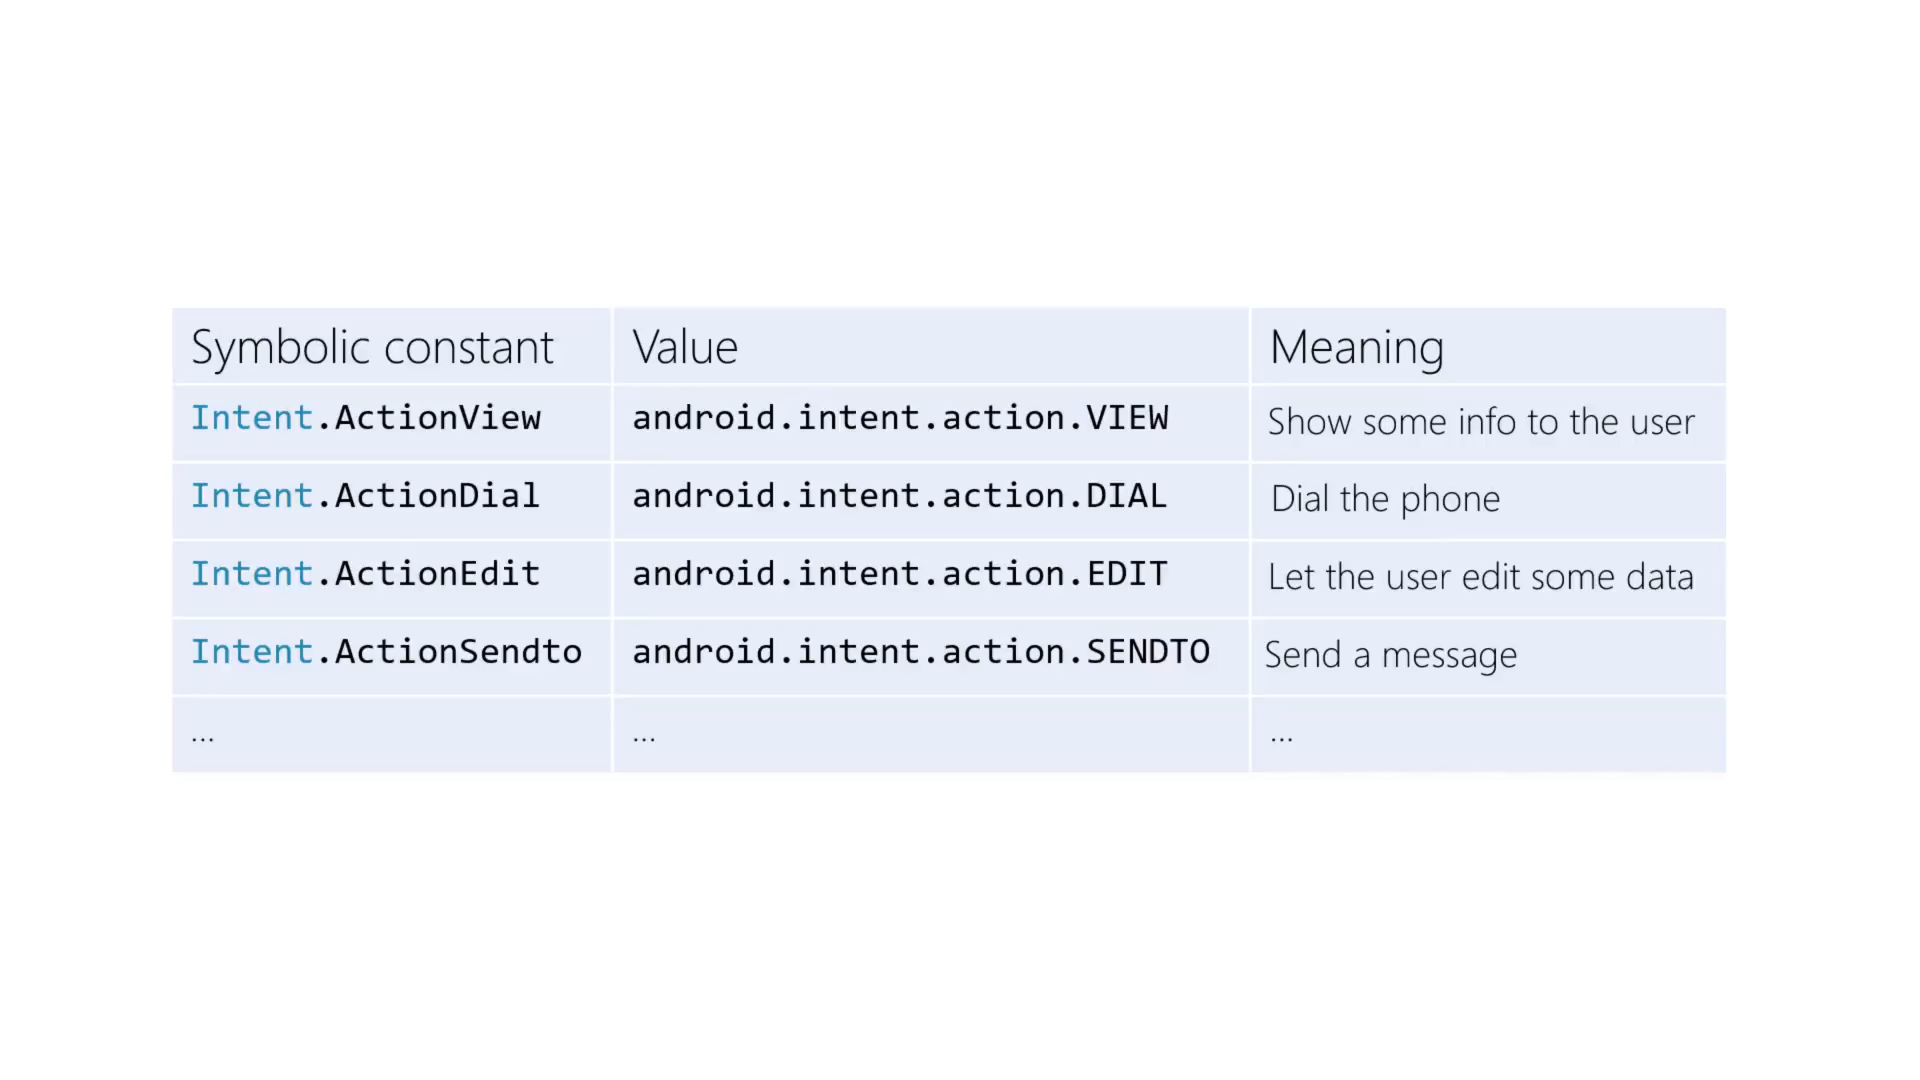 Symbolic constant Value Meaning
Intent.ActionView android.intent.action.VIEW Show some info to the user
Intent.ActionDial android.intent.action.DIAL Dial the phone
Intent.ActionEdit android.intent.action.EDIT Let the user edit some data
Intent.ActionSendto android.intent.action.SENDTO Send a message
... ... ...